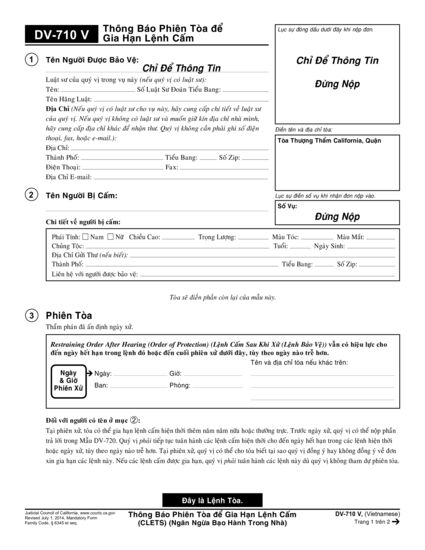 DV-710 V
Thông Báo Phiên Tòa để
Gia Hạn Lệnh Cấm
Lục sự đóng dấu dưới đây khi nộp đơn.
Chỉ Để Thông Tin
Đừng Nộp
1 Tên Người Được Bảo Vệ:
Chỉ Để Thông Tin
Luật sư của quý vị trong vụ này (nếu quý vị có luật sư):
Tên: Số Luật Sư Đoàn Tiểu Bang:
Tên Hãng Luật:
Địa Chỉ (Nếu quý vị có luật sư cho vụ này, hãy cung cấp chi tiết về luật sư
của quý vị. Nếu quý vị không có luật sư và muốn giữ kín địa chỉ nhà mình,
hãy cung cấp địa chỉ khác để nhận thư. Quý vị không cần phải ghi số điện
thoại, fax, hoặc e-mail.):
Địa Chỉ:
Thành Phố: Tiểu Bang: Số Zip:
Điện Thoại: Fax:
Địa Chỉ E-mail:
Điền tên và địa chỉ tòa:
Tòa Thượng Thẩm California, Quận
2 Tên Người Bị Cấm:
Lục sự điền số vụ khi nhận đơn nộp vào.
Số Vụ:
Đừng Nộp
Chi tiết về người bị cấm:
Phái Tính: Nam Nữ Chiều Cao: Trọng Lượng: Màu Tóc: Màu Mắt:
Chủng Tộc: Tuổi: Ngày Sinh:
Địa Chỉ Gửi Thư (nếu biết):
Thành Phố: Tiểu Bang: Số Zip:
Liên hệ với người được bảo vệ:
Tòa sẽ điền phần còn lại của mẫu này.
3 Phiên Tòa
Thẩm phán đã ấn định ngày xử.
Restraining Order After Hearing (Order of Protection) (Lệnh Cấm Sau Khi Xử (Lệnh Bảo Vệ)) vẫn có hiệu lực cho
đến ngày hết hạn trong lệnh đó hoặc đến cuối phiên xử dưới đây, tùy theo ngày nào trễ hơn.
Tên và địa chỉ tòa nếu khác trên:
Ngày
& Giờ
Phiên Xử
Ngày: Giờ:
Ban: Phòng:
Đối với người có tên ở mục 2:
Tại phiên xử, tòa có thể gia hạn lệnh cấm hiện thời thêm năm năm nữa hoặc thường trực. Trước ngày xử, quý vị có thể nộp phần
trả lời trong Mẫu DV-720. Quý vị phải tiếp tục tuân hành các lệnh cấm hiện thời cho đến ngày hết hạn trong các lệnh hiện thời
hoặc ngày xử, tùy theo ngày nào trễ hơn. Tại phiên xử, quý vị có thể cho tòa biết tại sao quý vị đồng ý hay không đồng ý về đơn
xin gia hạn các lệnh này. Nếu các lệnh cấm được gia hạn, quý vị phải tuân hành các lệnh này dù quý vị không tham dự phiên tòa.
Đây là Lệnh Tòa.
Judicial Council of California, www.courts.ca.gov
Revised July 1, 2014, Mandatory Form
Family Code, § 6345 et seq.
Thông Báo Phiên Tòa để Gia Hạn Lệnh Cấm
(CLETS) (Ngăn Ngừa Bạo Hành Trong Nhà)
DV-710 V, (Vietnamese)
Trang 1 trên 2